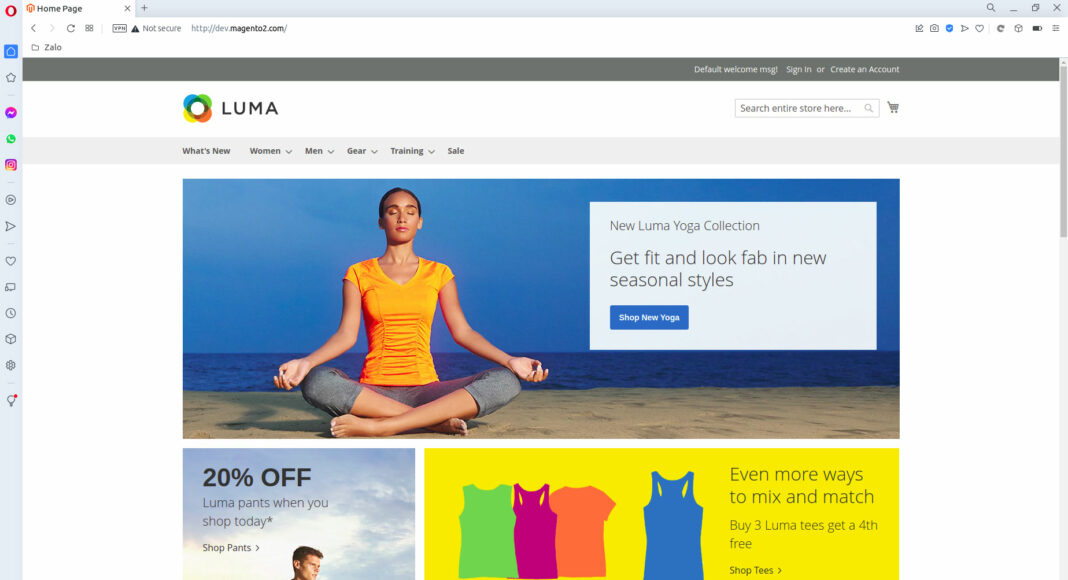 Home Page
VPN
Not secure
http://dev.magento2.com/
Zalo
Default welcome msg! Sign In or Create an Account
LUMA
Search entire store here...
What's New Women Men Gear Training Sale
New Luma Yoga Collection
Get fit and look fab in new
seasonal styles
Shop New Yoga
20% OFF
Luma pants when you
shop today*
Shop Pants
Even more ways
to mix and match
Buy 3 Luma tees get a 4th
free
Shop Tees